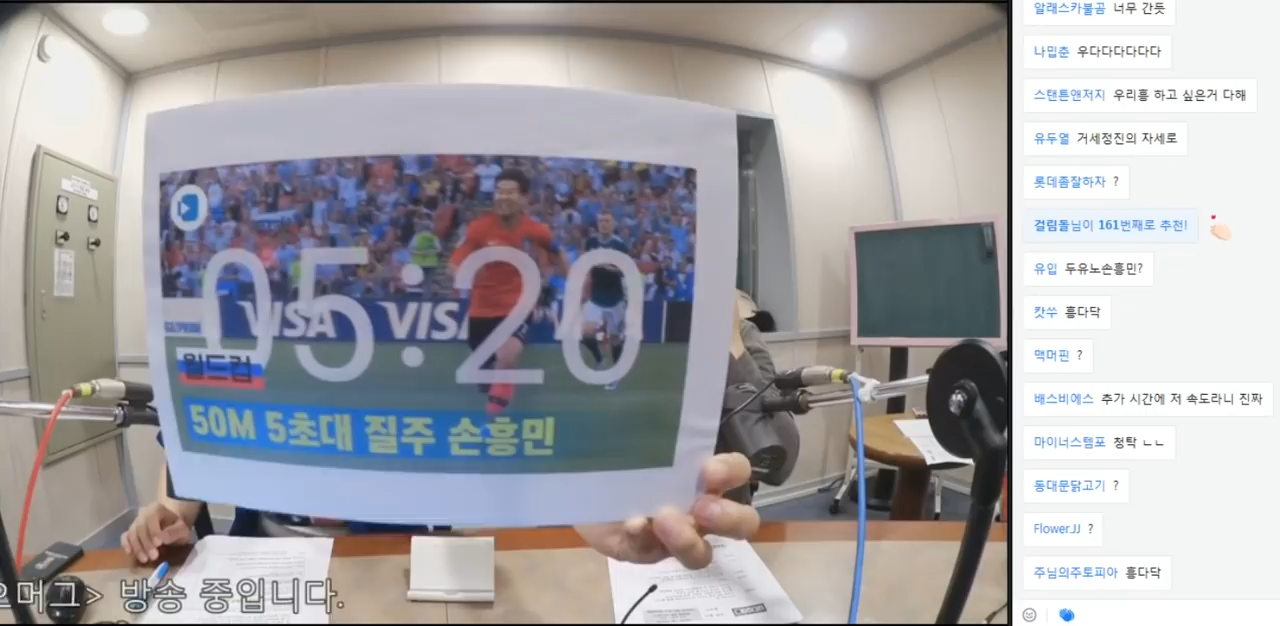 05:20
VISA
VISA
월드컵
50M 5초대 질주 손흥민
으머그> 방송 중입니다.
알래스카불곰 너무 간듯
나밉춘 우다다다다다다
스탠튼앤저지 우리흥 하고 싶은거 다해
유두열 거세정진의 자세로
롯데좀잘하자 ?
걸림돌님이 161번째로 추천!
유입 두유노손흥민?
캇쑤 흥다닥
맥머핀 ?
배스비에스 추가 시간에 저 속도라니 진짜
마이너스템포 청탁 ㄴㄴ
동대문닭고기 ?
FlowerJJ ?
주님의주토피아 흥다닥